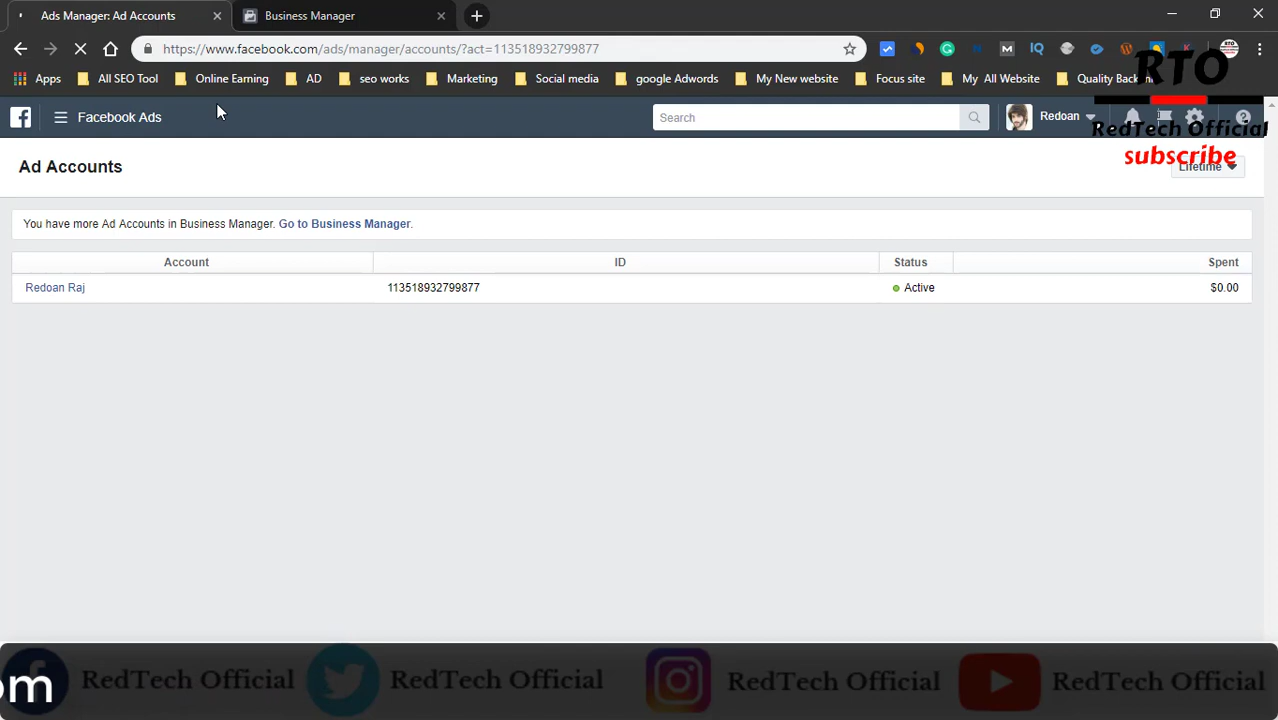 Ads Manager: Ad Accounts
Business Manager
https://www.facebook.com/ads/manager/accounts/?act=113518932799877
Apps
All SEO Tool
Online Earning
AD
seo works
Marketing
Social media
google Adwords
My New website
Focus site
My All Website
RTO
Facebook Ads
Search
Redoan
RedTech Official
subscribe
Ad Accounts
Lifetime
You have more Ad Accounts in Business Manager. Go to Business Manager.
Account ID Status Spent
Redoan Raj 113518932799877 Active $0.00
om
RedTech Official
RedTech Official
RedTech Official
RedTech Official